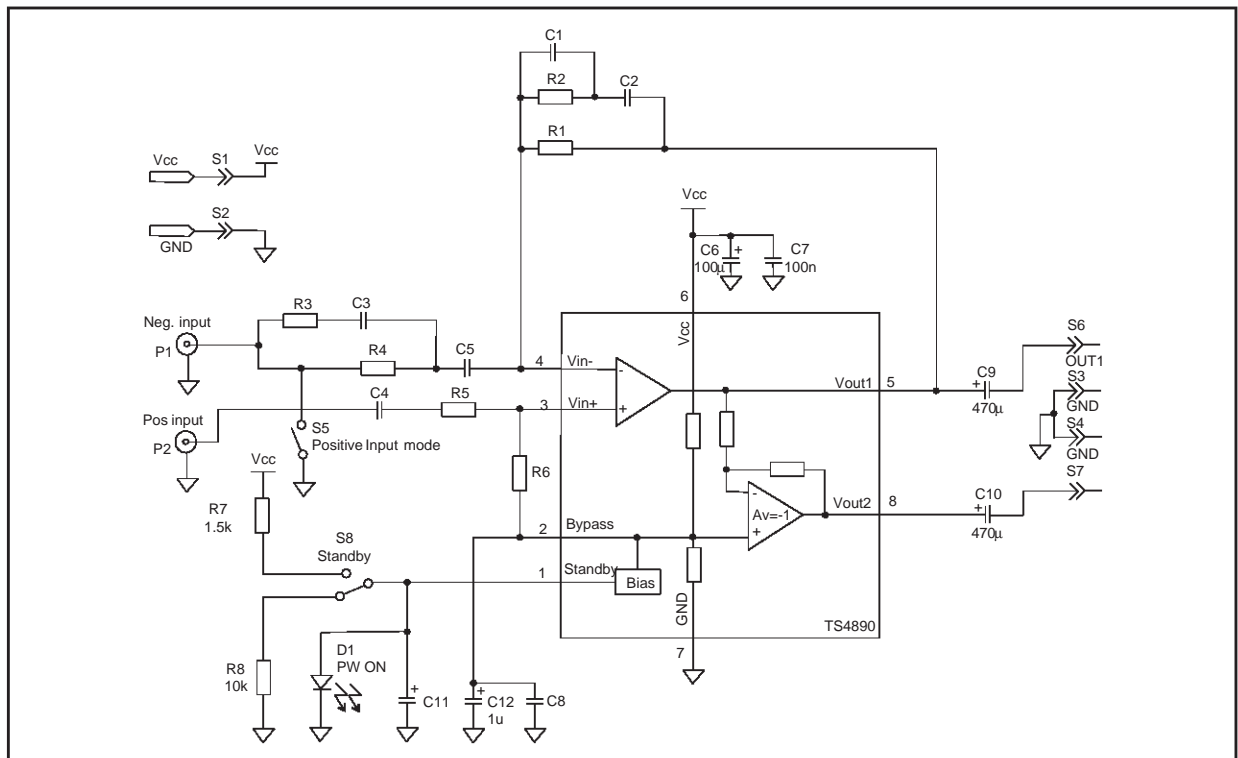 C1
R2
C2
R1
Vcc
S1
Vcc
S2
GND
Vcc
C6
+
100µ
C7
100n
6
Vcc
R3
C3
Neg. input
P1
R4
C5
4
Vin-
-
Vout1
5
S6
OUT1
C9
+
470µ
S3
GND
S4
GND
Pos input
P2
C4
R5
3
Vin+
+
S5
Positive Input mode
R6
Vcc
R7
1.5k
S8
Standby
2
Bypass
-
Av=-1
+
Vout2
8
C10
+
470µ
S7
1
Standby
Bias
GND
TS4890
7
R8
10k
D1
PW ON
+
C11
+
C12
1u
C8